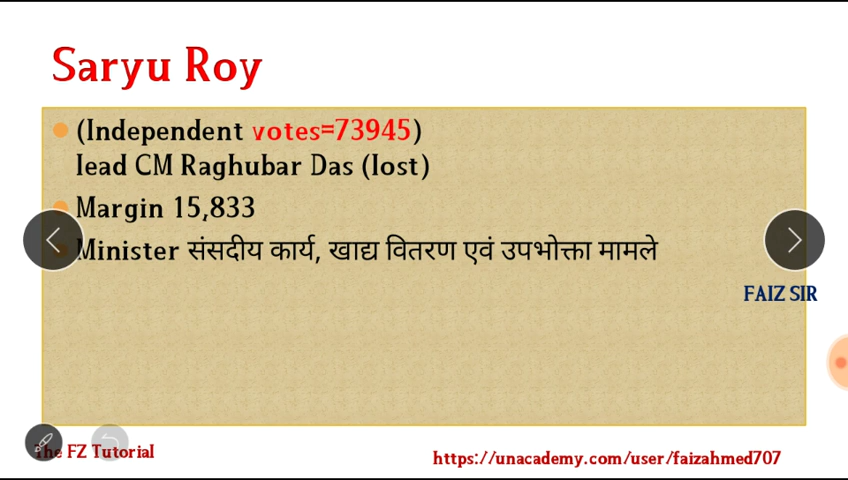 Saryu Roy
(Independent votes=73945)
lead CM Raghubar Das (lost)
Margin 15,833
Minister संसदीय कार्य, खाद्य वितरण एवं उपभोक्ता मामले
FAIZ SIR
The FZ Tutorial
https://unacademy.com/user/faizahmed707